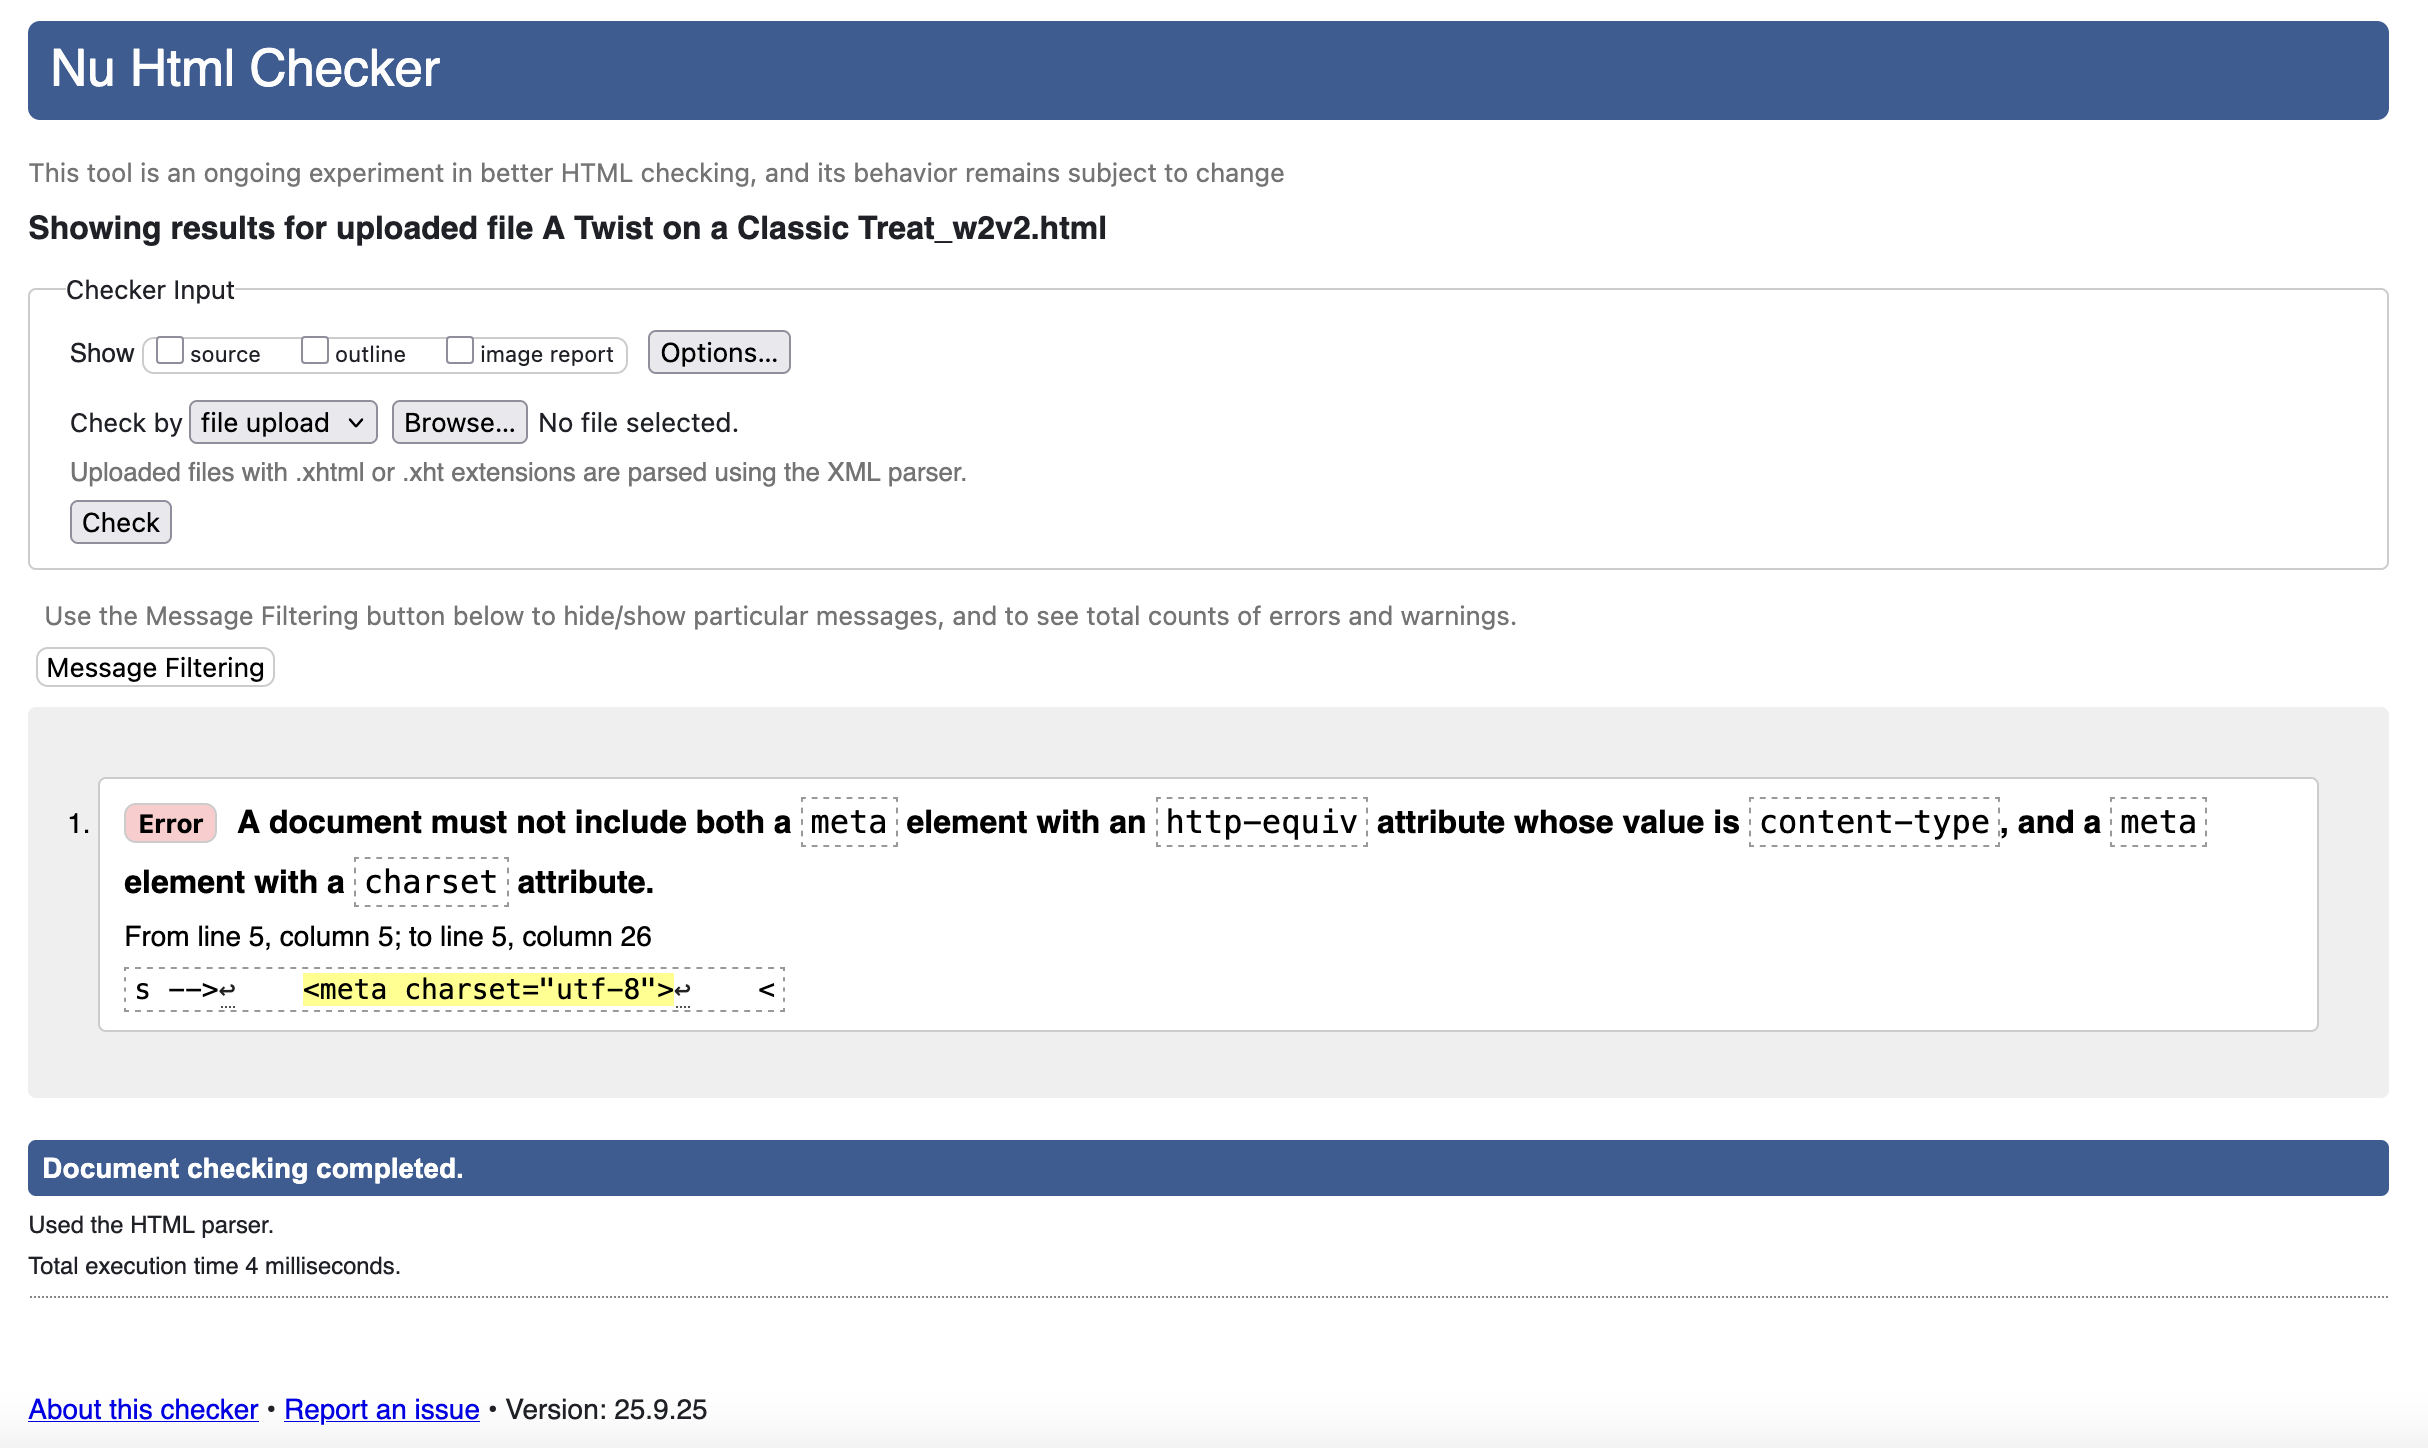 Nu Html Checker
This tool is an ongoing experiment in better HTML checking, and its behavior remains subject to change
Showing results for uploaded file A Twist on a Classic Treat_w2v2.html
Checker Input
Show source outline image report Options...
Check by file upload Browse... No file selected.
Uploaded files with .xhtml or .xht extensions are parsed using the XML parser.
Check
Use the Message Filtering button below to hide/show particular messages, and to see total counts of errors and warnings.
Message Filtering
1. Error A document must not include both a meta element with an http-equiv attribute whose value is content-type, and a meta
element with a charset attribute.
From line 5, column 5; to line 5, column 26
s -->↩ <meta charset="utf-8">↩ <
Document checking completed.
Used the HTML parser.
Total execution time 4 milliseconds.
About this checker • Report an issue • Version: 25.9.25